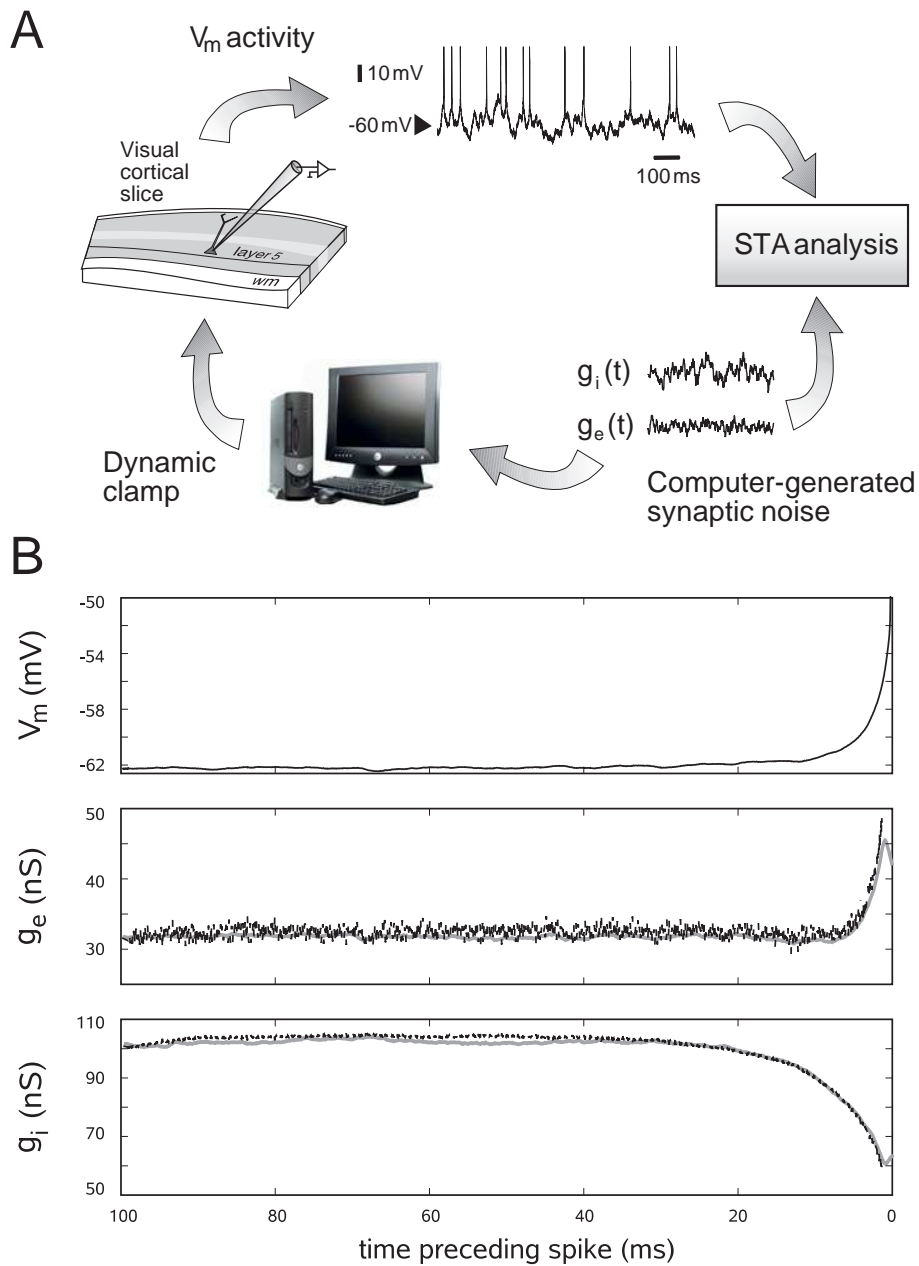 A
Vm activity
10 mV
-60 mV
100 ms
Visual
cortical
slice
layer 5
wm
STA analysis
gi (t)
ge (t)
Dynamic
clamp
Computer-generated
synaptic noise
B
Vm (mV)
-50
-54
-58
-62
ge (nS)
50
40
30
gi (nS)
110
90
70
50
100
80
60
40
20
0
time preceding spike (ms)